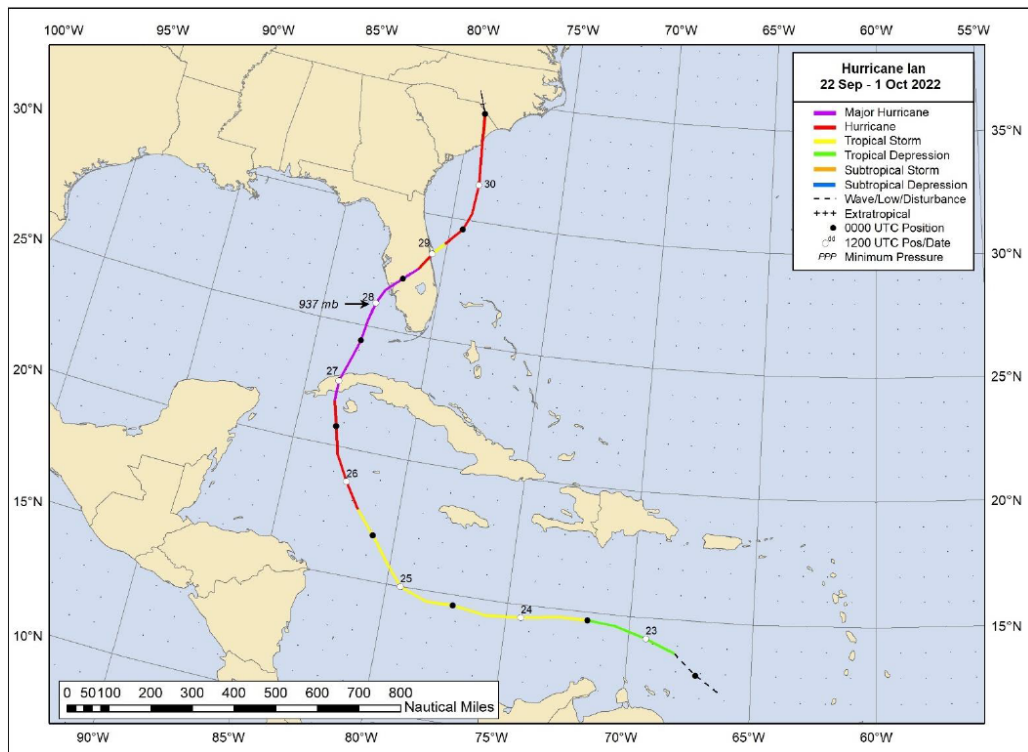 100°W 95°W 90°W 85°W 80°W 75°W 70°W 65°W 60°W 55°W
Hurricane Ian
22 Sep - 1 Oct 2022
Major Hurricane
Hurricane
Tropical Storm
Tropical Depression
Subtropical Storm
Subtropical Depression
Wave/Low/Disturbance
+++ Extratropical
0000 UTC Position
00 1200 UTC Pos/Date
PPP Minimum Pressure
30°N
35°N
30
25°N
29
30°N
28
937 mb
20°N
27
25°N
26
15°N
20°N
25
24
23
10°N
15°N
0 50 100 200 300 400 500 600 700 800
Nautical Miles
90°W 85°W 80°W 75°W 70°W 65°W 60°W